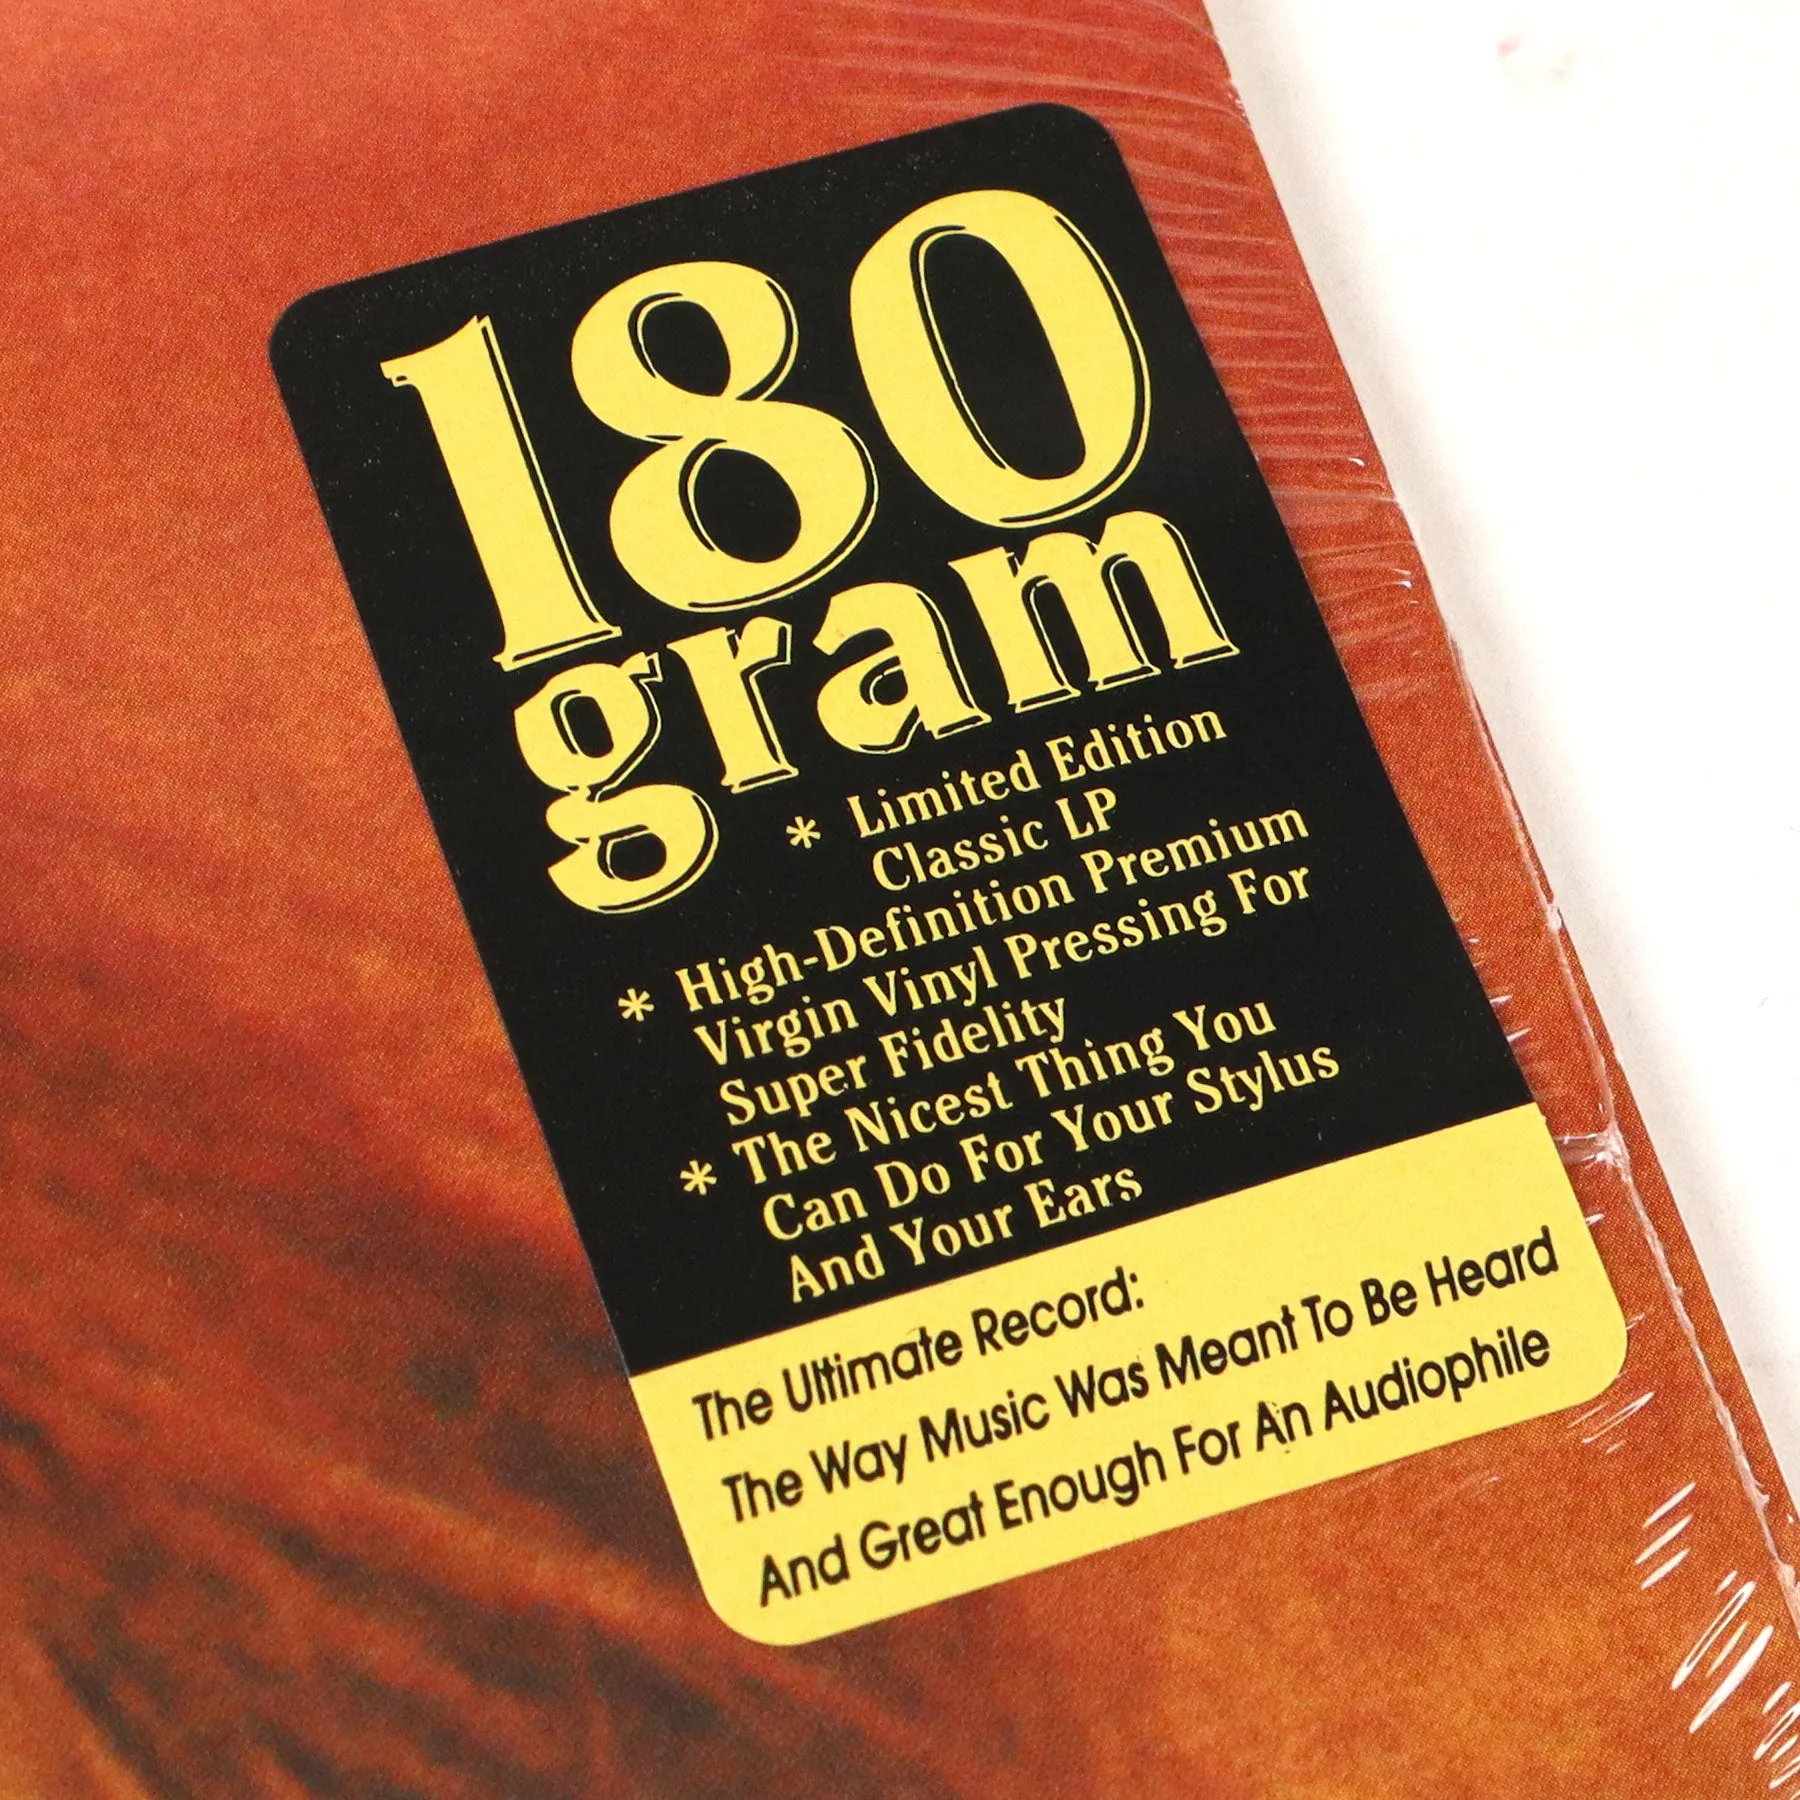 180
gram
* Limited Edition
Classic LP
* High-Definition Premium
Virgin Vinyl Pressing For
Super Fidelity
* The Nicest Thing You
Can Do For Your Stylus
And Your Ears
The Ultimate Record:
The Way Music Was Meant To Be Heard
And Great Enough For An Audiophile